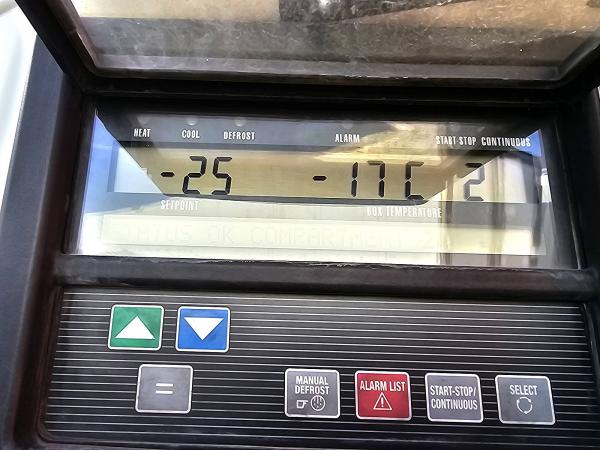 HEAT COOL DEFROST ALARM START-STOP CONTINUOUS
-25 -17C 2
SETPOINT BOX TEMPERATURE
STATUS OK COMPARTMENT 2
MANUAL DEFROST
ALARM LIST
START-STOP/
CONTINUOUS
SELECT
=